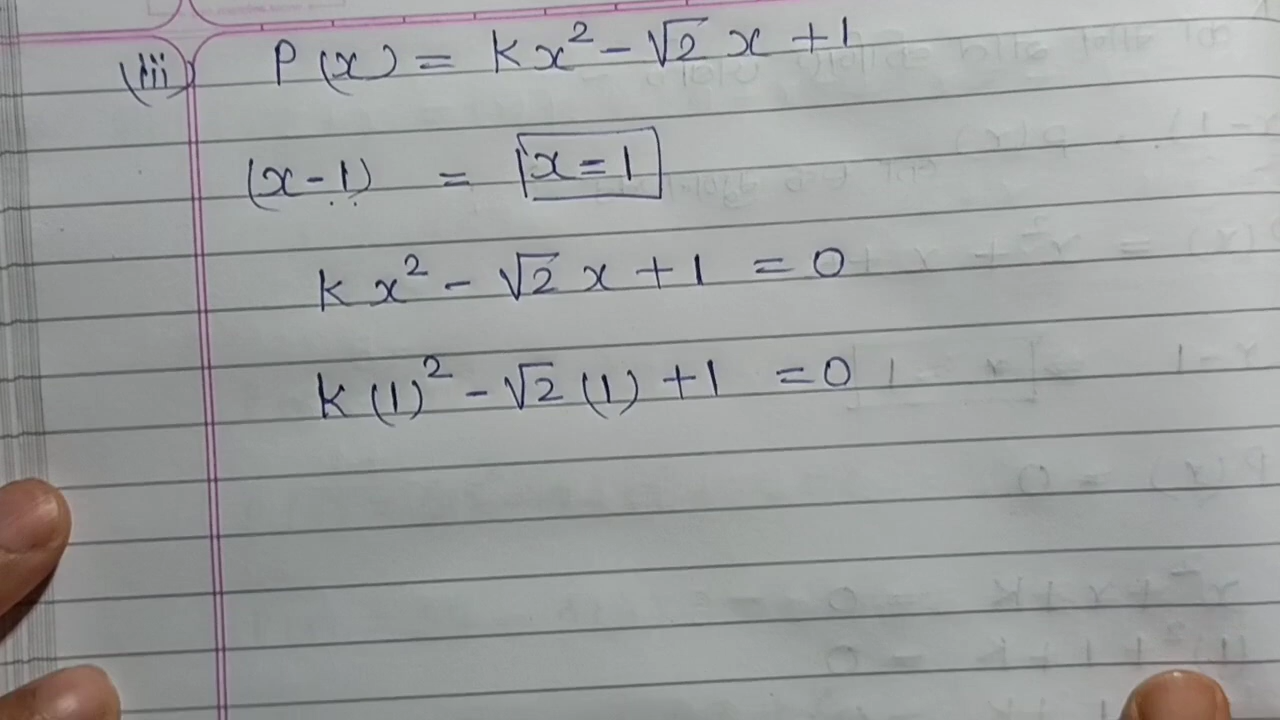 (iii) P(x) = Kx² - √2 x + 1
(x - 1) = x = 1
Kx² - √2 x + 1 = 0
K(1)² - √2 (1) + 1 = 0